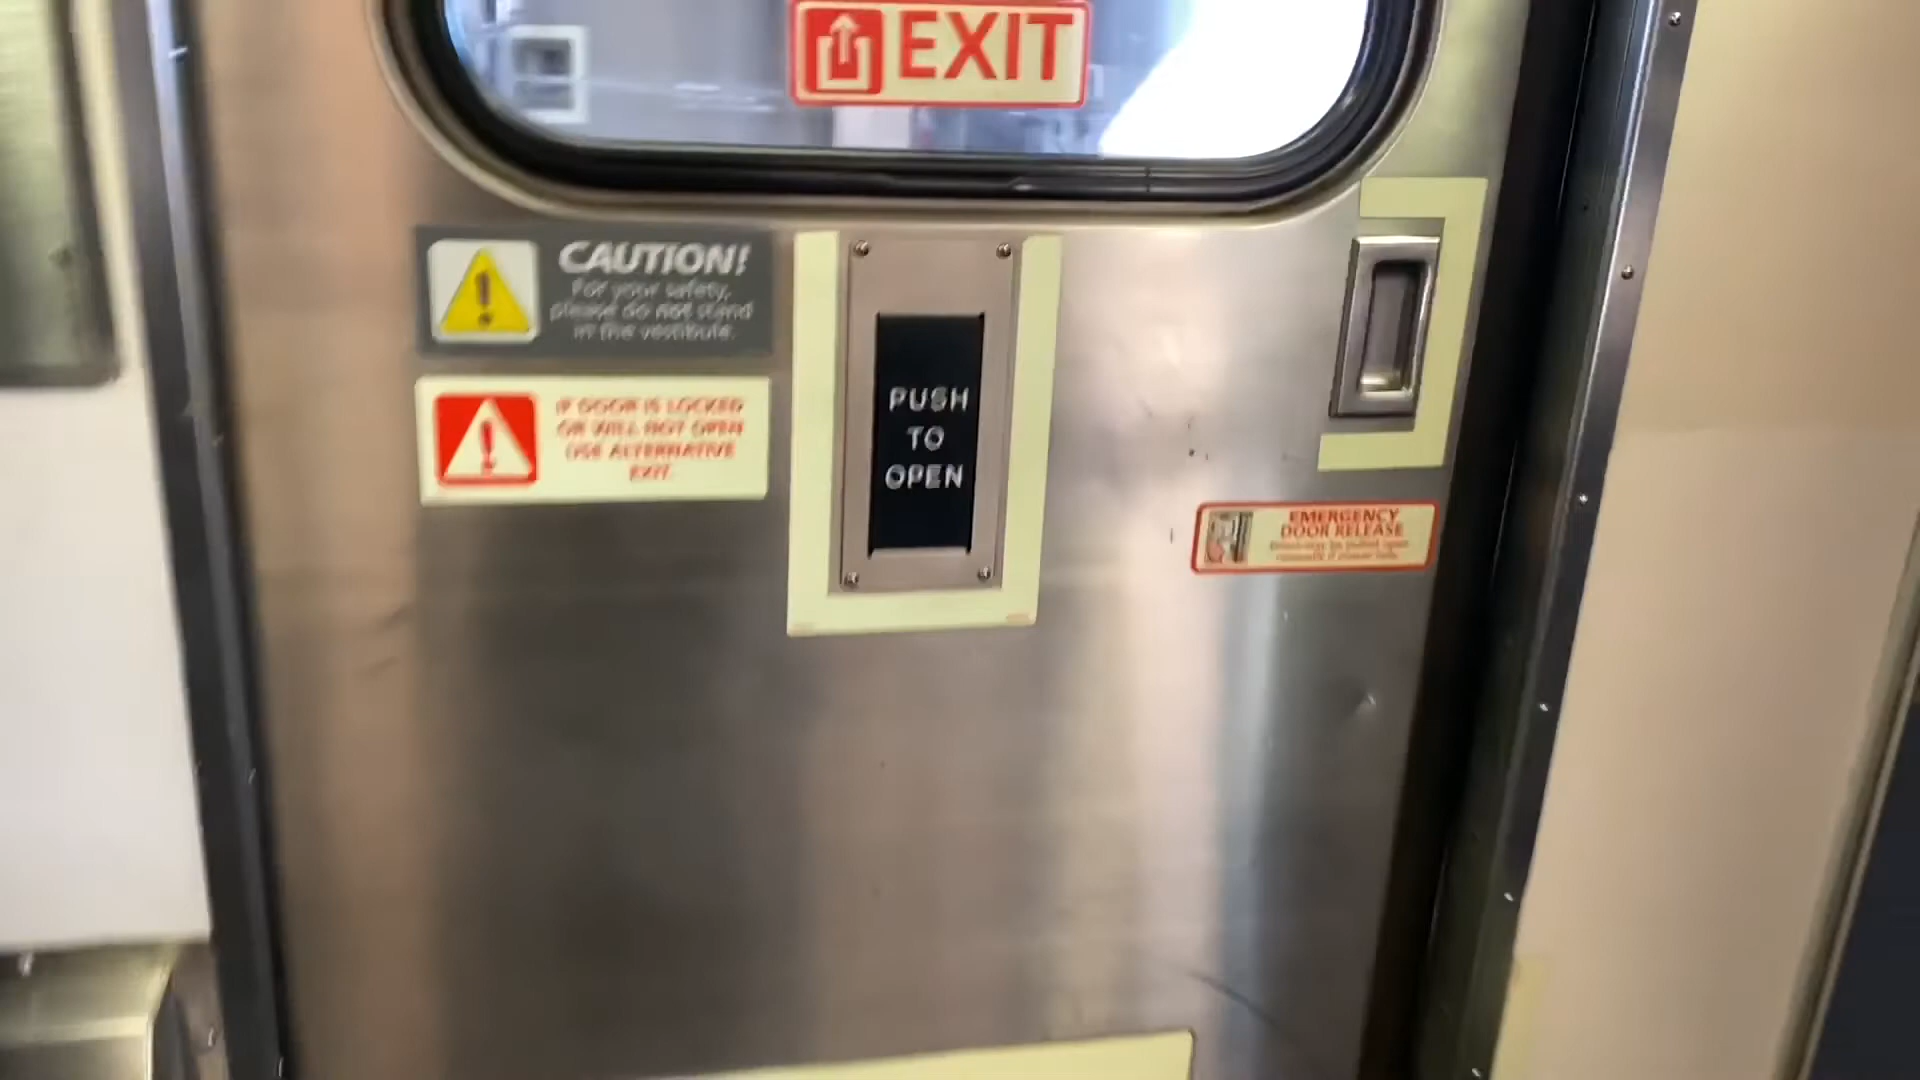 EXIT
CAUTION!
For your safety,
please do not stand
in the vestibule.
IF DOOR IS LOCKED
OR WILL NOT OPEN
USE ALTERNATIVE
EXIT.
PUSH
TO
OPEN
EMERGENCY
DOOR RELEASE